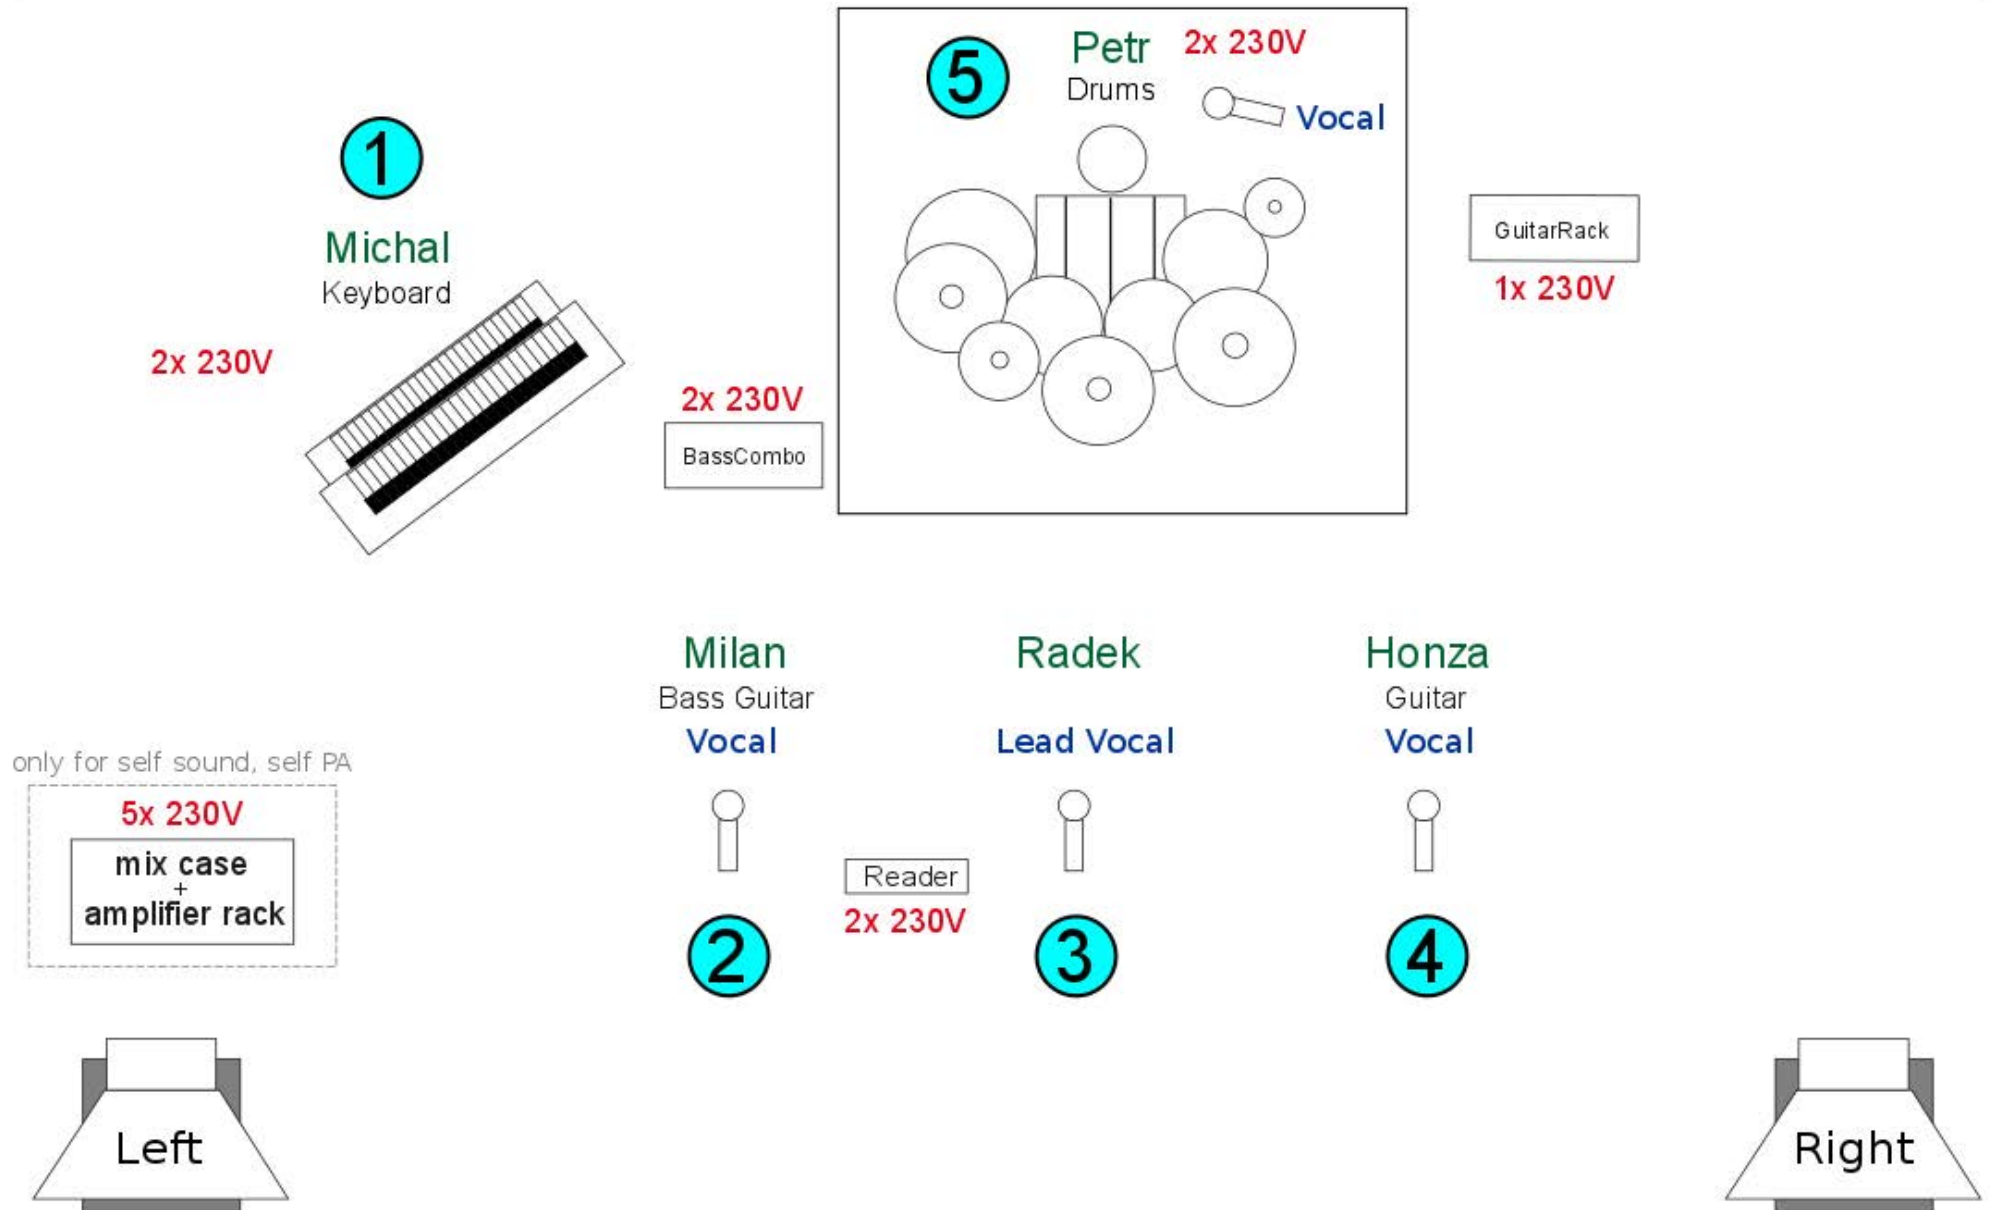 5
Petr
2x 230V
Drums
Vocal
1
Michal
Keyboard
2x 230V
GuitarRack
1x 230V
2x 230V
BassCombo
Milan
Bass Guitar
Vocal
Radek
Lead Vocal
Honza
Guitar
Vocal
only for self sound, self PA
5x 230V
mix case
+
amplifier rack
Reader
2x 230V
2
3
4
Left
Right